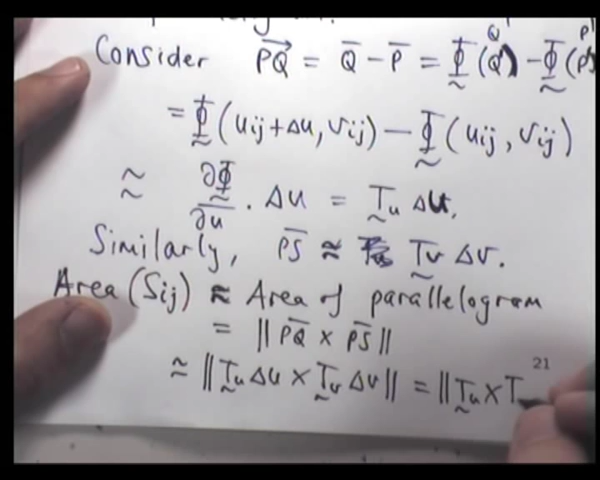 Consider PQ = Q − P = Φ(Q') − Φ(P'
= Φ(uij+Δu, vij) − Φ(uij, vij)
≈ ∂Φ/∂u . Δu = Tu Δu.
Similarly, PS ≈ Tv Δv.
Area (Sij) ≈ Area of parallelogram
= ‖PQ × PS‖
≈ ‖Tu Δu × Tv Δv‖ = ‖Tu × T
21